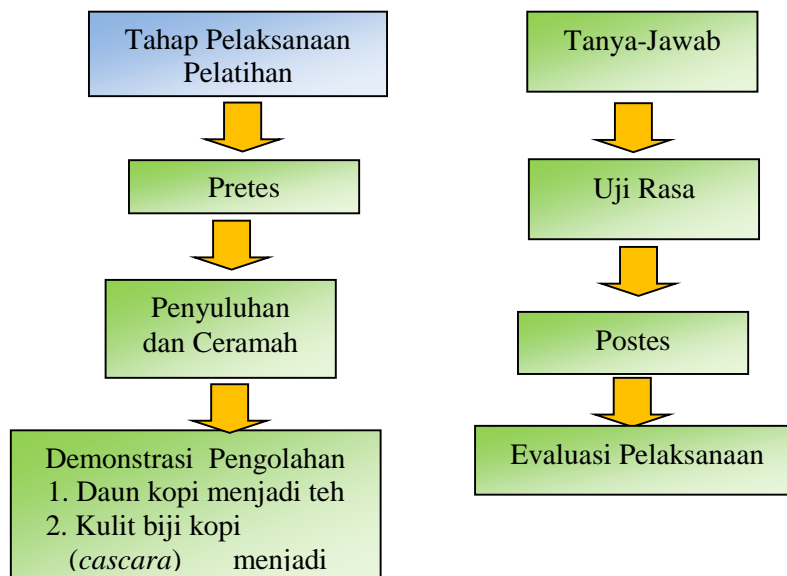 Tahap Pelaksanaan
Pelatihan
Pretes
Penyuluhan
dan Ceramah
Demonstrasi Pengolahan
1. Daun kopi menjadi teh
2. Kulit biji kopi
(cascara) menjadi
Tanya-Jawab
Uji Rasa
Postes
Evaluasi Pelaksanaan